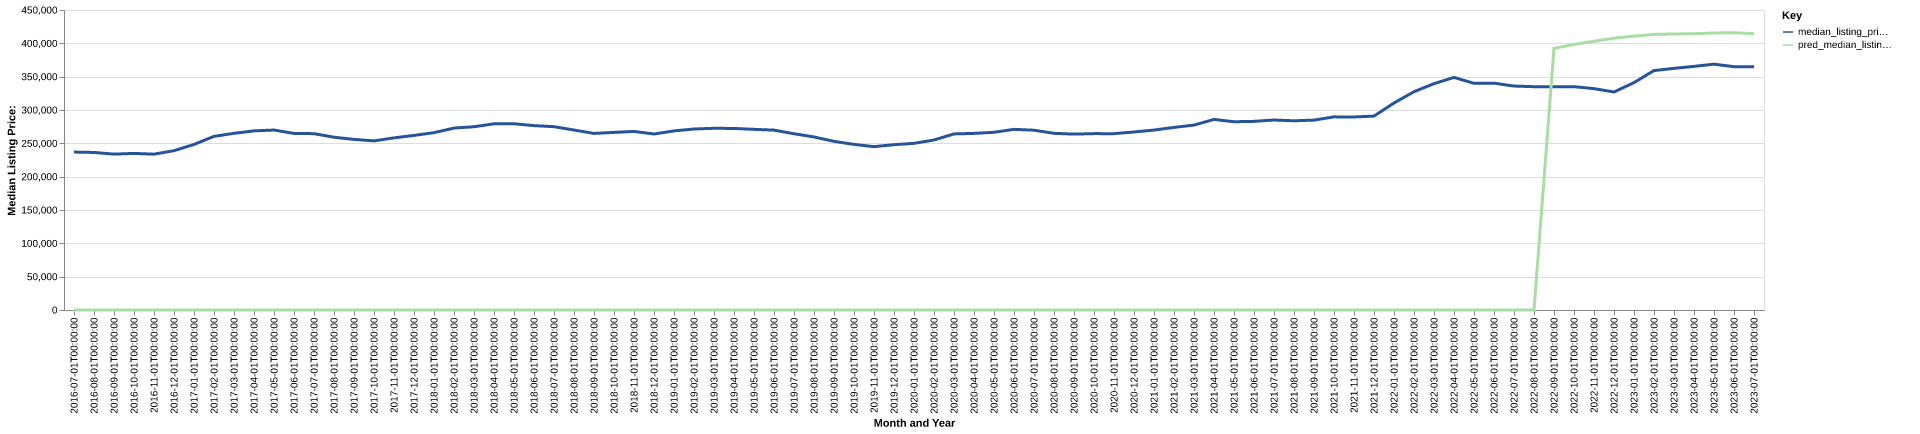 450,000
400,000
350,000
300,000
250,000
200,000
150,000
100,000
50,000
0
Median Listing Price:
2016-07-01T00:00:00
2016-08-01T00:00:00
2016-09-01T00:00:00
2016-10-01T00:00:00
2016-11-01T00:00:00
2016-12-01T00:00:00
2017-01-01T00:00:00
2017-02-01T00:00:00
2017-03-01T00:00:00
2017-04-01T00:00:00
2017-05-01T00:00:00
2017-06-01T00:00:00
2017-07-01T00:00:00
2017-08-01T00:00:00
2017-09-01T00:00:00
2017-10-01T00:00:00
2017-11-01T00:00:00
2017-12-01T00:00:00
2018-01-01T00:00:00
2018-02-01T00:00:00
2018-03-01T00:00:00
2018-04-01T00:00:00
2018-05-01T00:00:00
2018-06-01T00:00:00
2018-07-01T00:00:00
2018-08-01T00:00:00
2018-09-01T00:00:00
2018-10-01T00:00:00
2018-11-01T00:00:00
2018-12-01T00:00:00
2019-01-01T00:00:00
2019-02-01T00:00:00
2019-03-01T00:00:00
2019-04-01T00:00:00
2019-05-01T00:00:00
2019-06-01T00:00:00
2019-07-01T00:00:00
2019-08-01T00:00:00
2019-09-01T00:00:00
2019-10-01T00:00:00
2019-11-01T00:00:00
2019-12-01T00:00:00
2020-01-01T00:00:00
2020-02-01T00:00:00
2020-03-01T00:00:00
2020-04-01T00:00:00
2020-05-01T00:00:00
2020-06-01T00:00:00
2020-07-01T00:00:00
2020-08-01T00:00:00
2020-09-01T00:00:00
2020-10-01T00:00:00
2020-11-01T00:00:00
2020-12-01T00:00:00
2021-01-01T00:00:00
2021-02-01T00:00:00
2021-03-01T00:00:00
2021-04-01T00:00:00
2021-05-01T00:00:00
2021-06-01T00:00:00
2021-07-01T00:00:00
2021-08-01T00:00:00
2021-09-01T00:00:00
2021-10-01T00:00:00
2021-11-01T00:00:00
2021-12-01T00:00:00
2022-01-01T00:00:00
2022-02-01T00:00:00
2022-03-01T00:00:00
2022-04-01T00:00:00
2022-05-01T00:00:00
2022-06-01T00:00:00
2022-07-01T00:00:00
2022-08-01T00:00:00
2022-09-01T00:00:00
2022-10-01T00:00:00
2022-11-01T00:00:00
2022-12-01T00:00:00
2023-01-01T00:00:00
2023-02-01T00:00:00
2023-03-01T00:00:00
2023-04-01T00:00:00
2023-05-01T00:00:00
2023-06-01T00:00:00
2023-07-01T00:00:00
Month and Year
Key
median_listing_pri…
pred_median_listin…